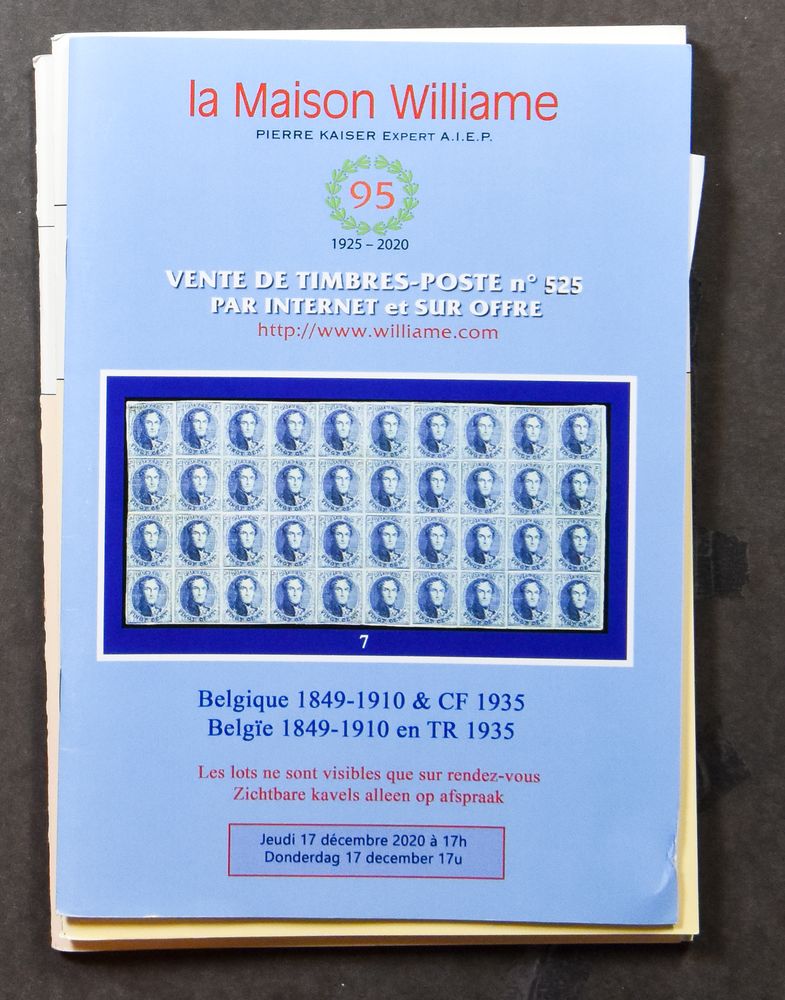 la Maison Williame
PIERRE KAISER EXPERT A.I.E.P.
95
1925 – 2020
VENTE DE TIMBRES-POSTE n° 525
PAR INTERNET et SUR OFFRE
http://www.williame.com
7
Belgique 1849-1910 & CF 1935
Belgïe 1849-1910 en TR 1935
Les lots ne sont visibles que sur rendez-vous
Zichtbare kavels alleen op afspraak
Jeudi 17 décembre 2020 à 17h
Donderdag 17 december 17u